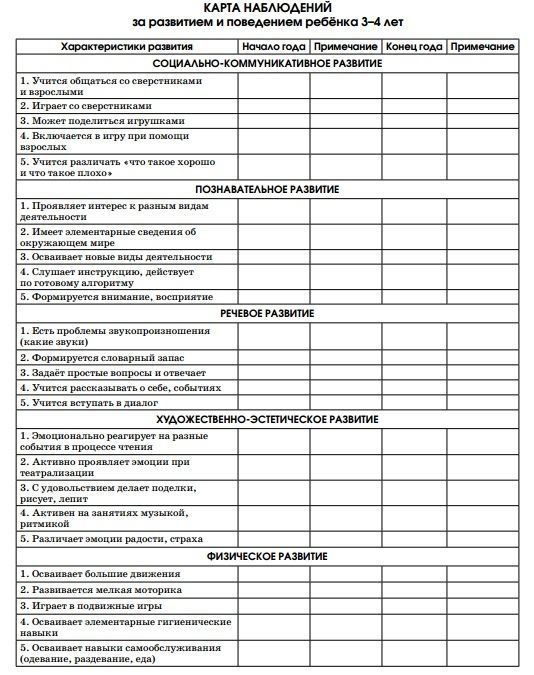 КАРТА НАБЛЮДЕНИЙ
за развитием и поведением ребёнка 3–4 лет
Характеристики развития Начало года Примечание Конец года Примечание
СОЦИАЛЬНО-КОММУНИКАТИВНОЕ РАЗВИТИЕ
1. Учится общаться со сверстниками
и взрослыми
2. Играет со сверстниками
3. Может поделиться игрушками
4. Включается в игру при помощи
взрослых
5. Учится различать «что такое хорошо
и что такое плохо»
ПОЗНАВАТЕЛЬНОЕ РАЗВИТИЕ
1. Проявляет интерес к разным видам
деятельности
2. Имеет элементарные сведения об
окружающем мире
3. Осваивает новые виды деятельности
4. Слушает инструкцию, действует
по готовому алгоритму
5. Формируется внимание, восприятие
РЕЧЕВОЕ РАЗВИТИЕ
1. Есть проблемы звукопроизношения
(какие звуки)
2. Формируется словарный запас
3. Задаёт простые вопросы и отвечает
4. Учится рассказывать о себе, событиях
5. Учится вступать в диалог
ХУДОЖЕСТВЕННО-ЭСТЕТИЧЕСКОЕ РАЗВИТИЕ
1. Эмоционально реагирует на разные
события в процессе чтения
2. Активно проявляет эмоции при
театрализации
3. С удовольствием делает поделки,
рисует, лепит
4. Активен на занятиях музыкой,
ритмикой
5. Различает эмоции радости, страха
ФИЗИЧЕСКОЕ РАЗВИТИЕ
1. Осваивает большие движения
2. Развивается мелкая моторика
3. Играет в подвижные игры
4. Осваивает элементарные гигиенические
навыки
5. Осваивает навыки самообслуживания
(одевание, раздевание, еда)